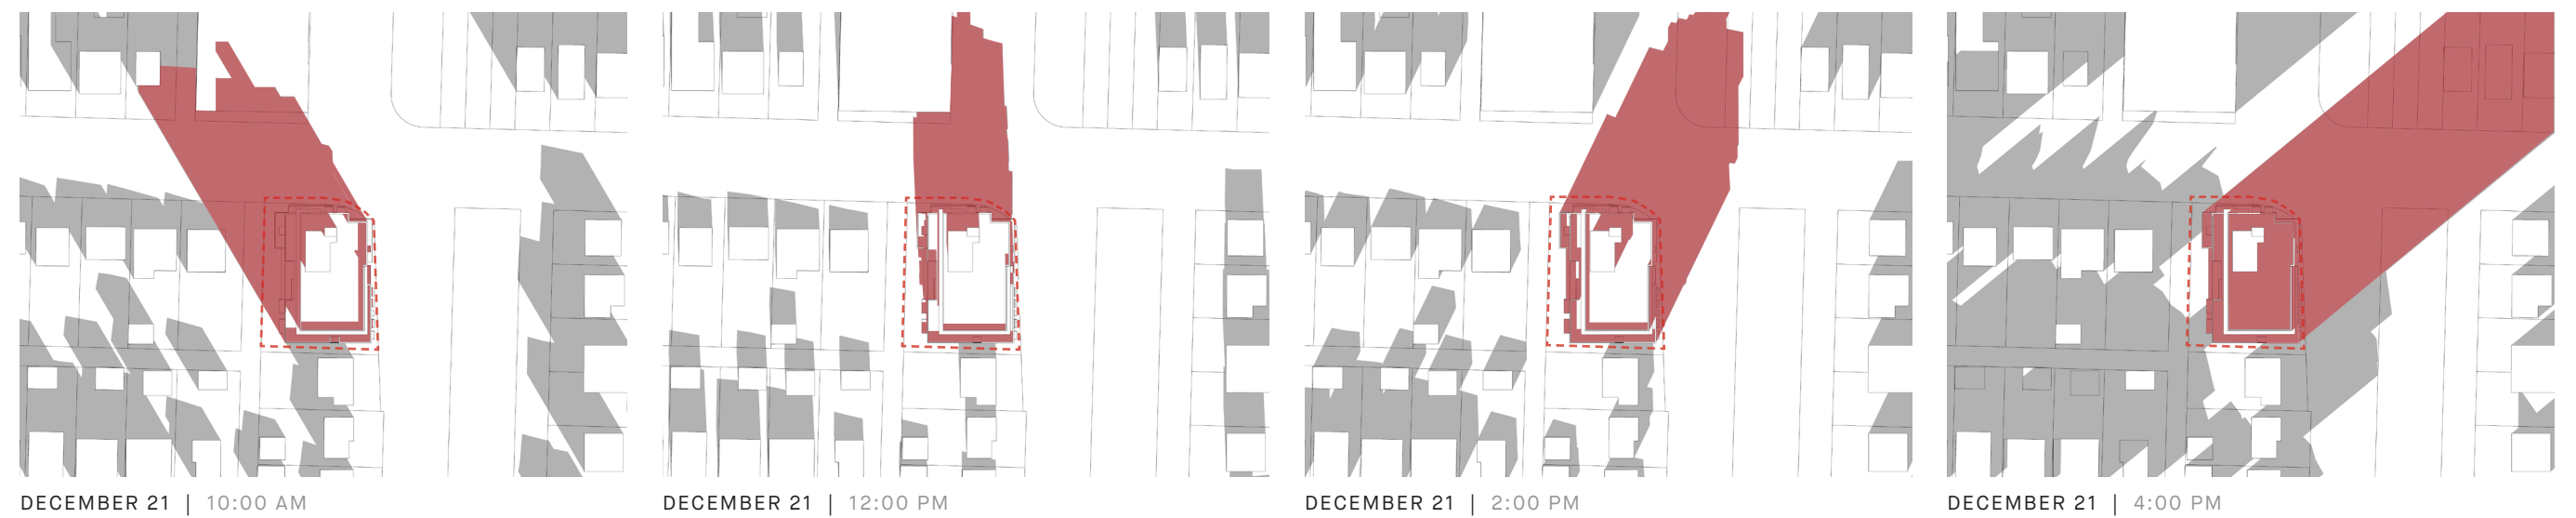 DECEMBER 21 | 10:00 AM
DECEMBER 21 | 12:00 PM
DECEMBER 21 | 2:00 PM
DECEMBER 21 | 4:00 PM